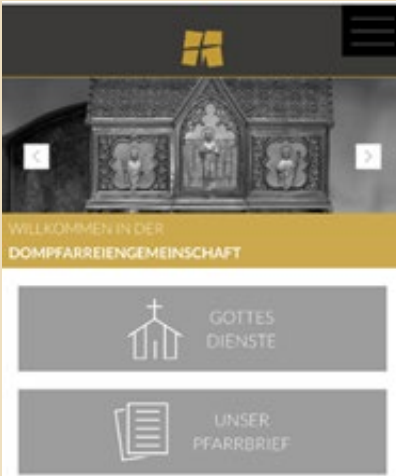 WILLKOMMEN IN DER
DOMPFARREIENGEMEINSCHAFT
GOTTES
DIENSTE
UNSER
PFARRBRIEF